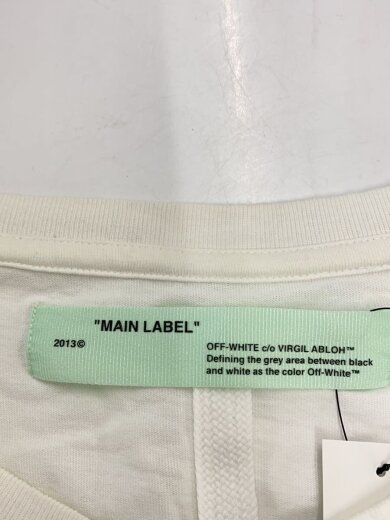 "MAIN LABEL"
2013©
OFF-WHITE c/o VIRGIL ABLOH™
Defining the grey area between black
and white as the color Off-White™